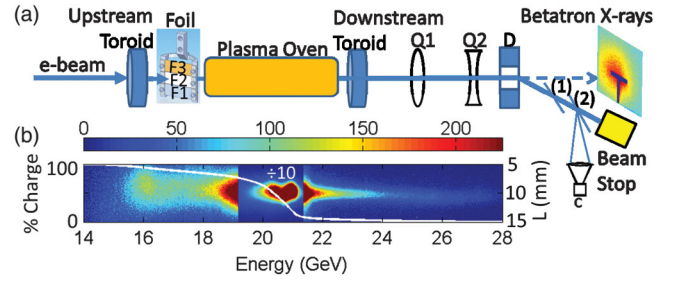 (a)
Upstream
Toroid
Foil
F3
F2
F1
e-beam
Plasma Oven
Downstream
Toroid
Q1
Q2
D
Betatron X-rays
(1)
(2)
Beam
Stop
c
(b)
0 50 100 150 200
÷10
% Charge
100
0
5
10
15
L (mm)
14 16 18 20 22 24 26 28
Energy (GeV)